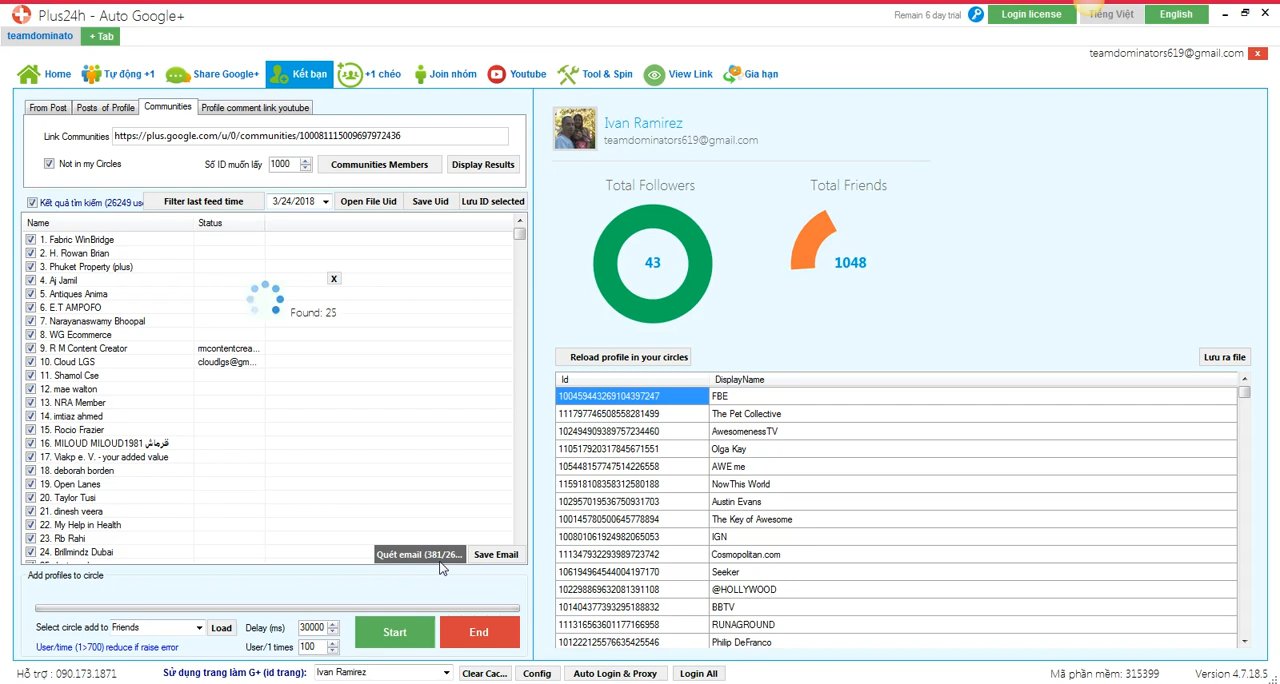 Plus24h - Auto Google+
Remain 6 day trial
Login license
Tiếng Việt
English
teamdominato
+ Tab
teamdominators619@gmail.com
x
Home
Tự động +1
Share Google+
Kết bạn
+1 chéo
Join nhóm
Youtube
Tool & Spin
View Link
Gia hạn
From Post
Posts of Profile
Communities
Profile comment link youtube
Link Communities
https://plus.google.com/u/0/communities/100081115009697972436
Not in my Circles
Số ID muốn lấy
1000
Communities Members
Display Results
Kết quả tìm kiếm (26249 use
Filter last feed time
3/24/2018
Open File Uid
Save Uid
Lưu ID selected
Name
Status
1. Fabric WinBridge
2. H. Rowan Brian
3. Phuket Property (plus)
4. Aj Jamil
5. Antiques Anima
6. E.T AMPOFO
7. Narayanaswamy Bhoopal
8. WG Ecommerce
9. R M Content Creator
rmcontentcrea...
10. Cloud LGS
cloudlgs@gm...
11. Shamol Cse
12. mae walton
13. NRA Member
14. imtiaz ahmed
15. Rocio Frazier
16. MILOUD MILOUD1981 قرماش
17. Viakp e. V. - your added value
18. deborah borden
19. Open Lanes
20. Taylor Tusi
21. dinesh veera
22. My Help in Health
23. Rb Rahi
24. Brillmindz Dubai
X
Found: 25
Quét email (381/26...
Save Email
Add profiles to circle
Select circle add to
Friends
Load
Delay (ms)
30000
User/time (1>700) reduce if raise error
User/1 times
100
Start
End
Ivan Ramirez
teamdominators619@gmail.com
Total Followers
Total Friends
43
1048
Reload profile in your circles
Lưu ra file
Id
DisplayName
100459443269104397247
FBE
111797746508558281499
The Pet Collective
102494909389757234460
AwesomenessTV
110517920317845671551
Olga Kay
105448157747514226558
AWE me
115918108358312580188
NowThis World
102957019536750931703
Austin Evans
100145780500645778894
The Key of Awesome
100801061924982065053
IGN
111347932293989723742
Cosmopolitan.com
106194964544004197170
Seeker
102298869632081391108
@HOLLYWOOD
101404377393295188832
BBTV
111316563601177166958
RUNAGROUND
101222125576635425546
Philip DeFranco
Hỗ trợ : 090.173.1871
Sử dụng trang làm G+ (id trang):
Ivan Ramirez
Clear Cac...
Config
Auto Login & Proxy
Login All
Mã phần mềm: 315399
Version 4.7.18.5